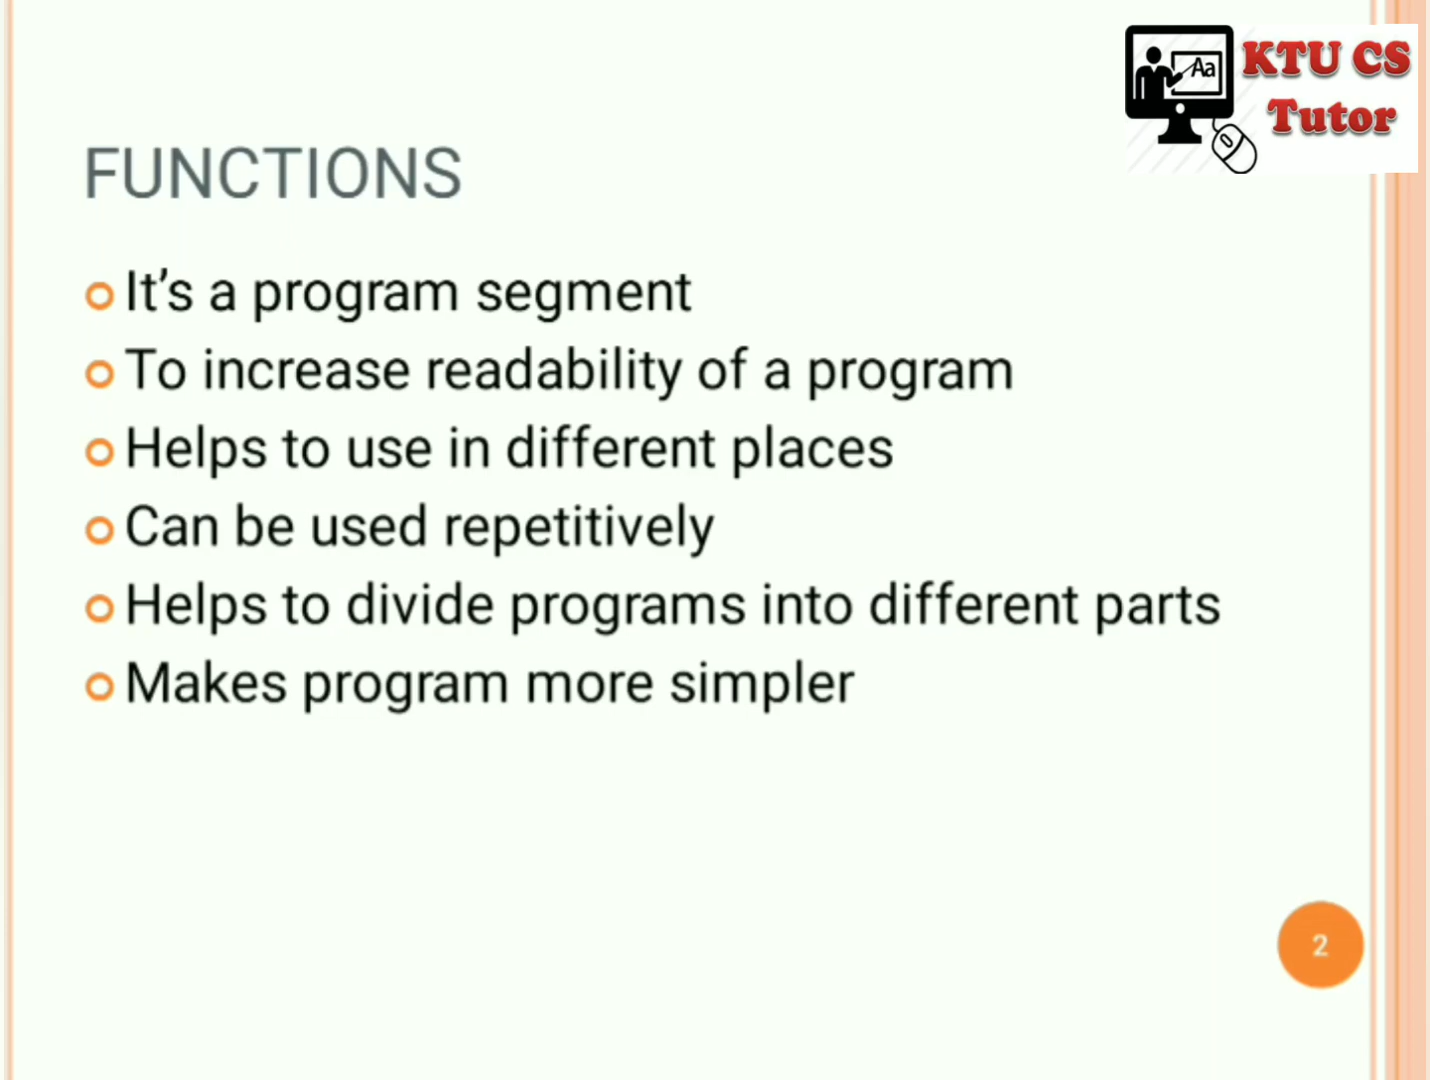 KTU CS
Tutor
Aa
FUNCTIONS
It's a program segment
To increase readability of a program
Helps to use in different places
Can be used repetitively
Helps to divide programs into different parts
Makes program more simpler
2